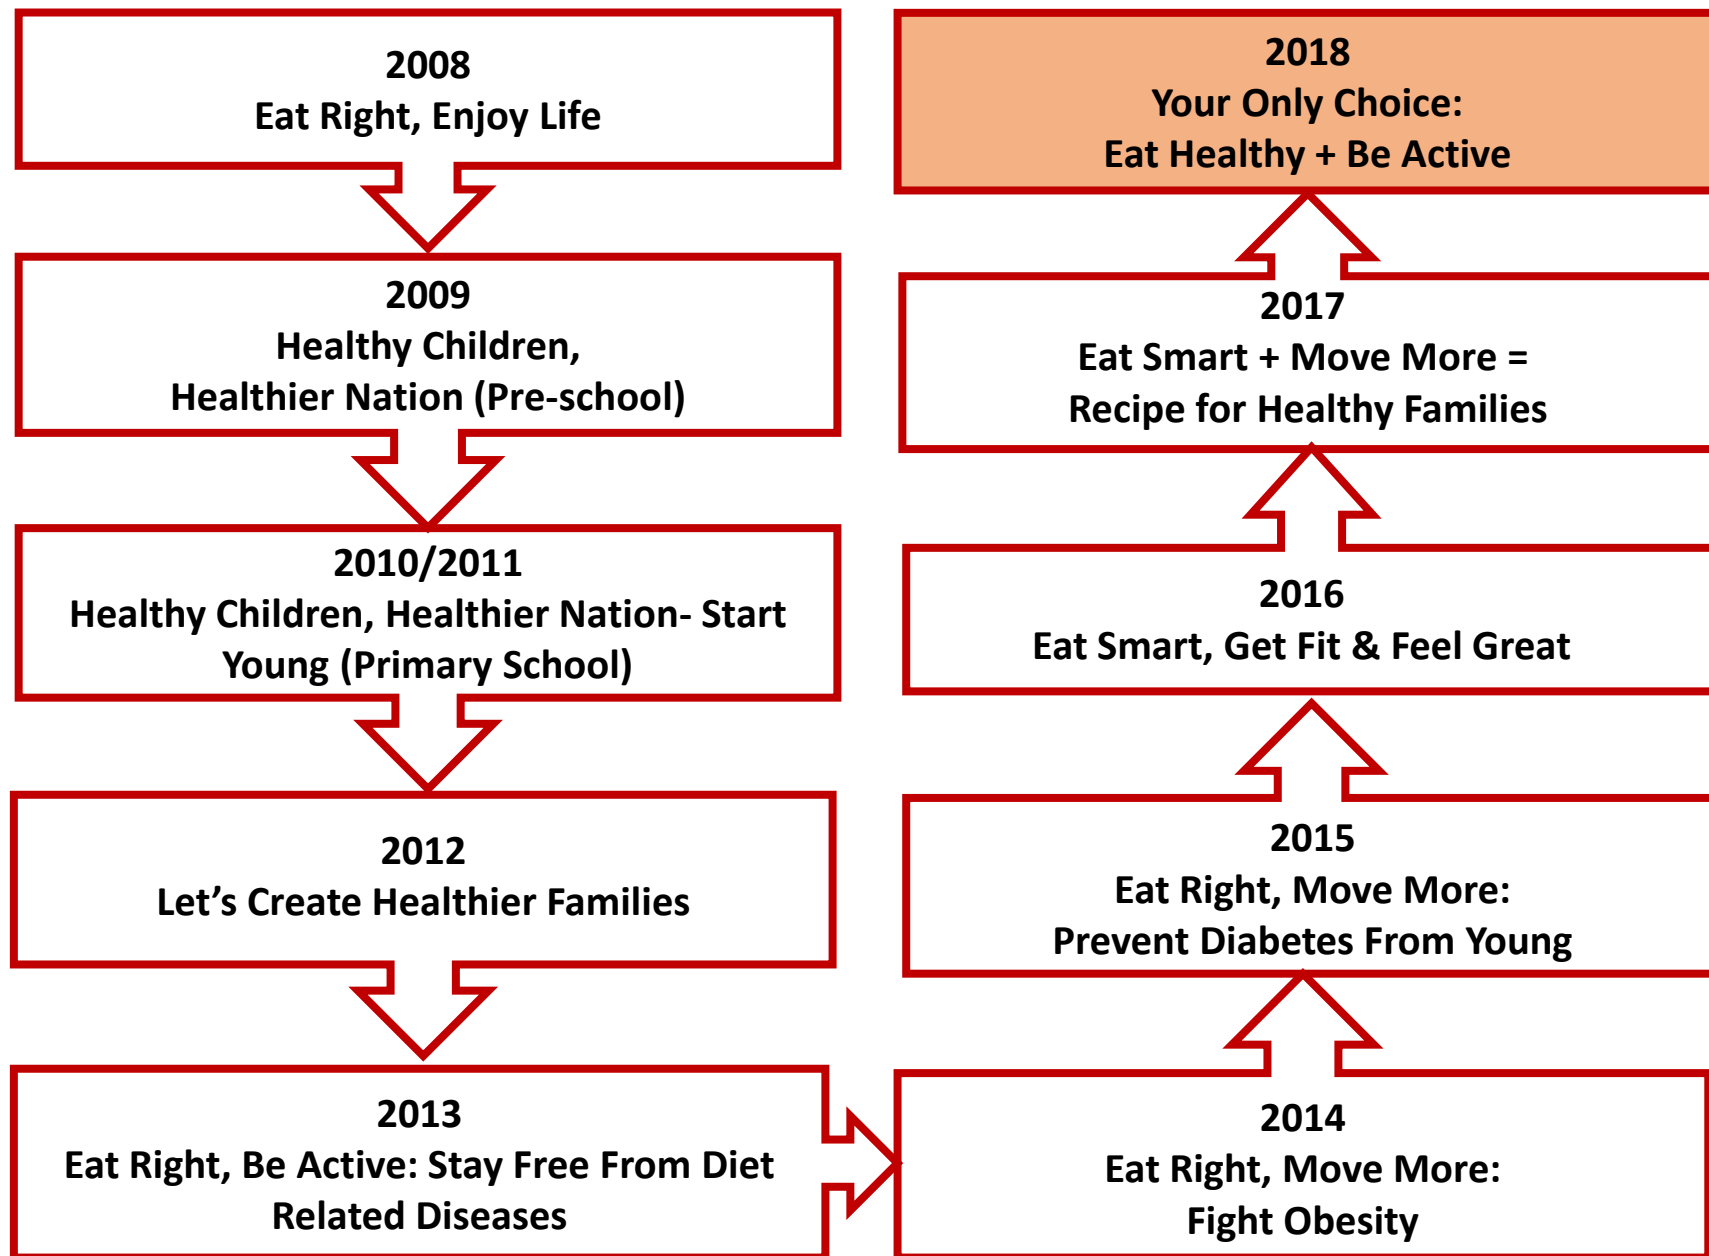 2008
Eat Right, Enjoy Life
2009
Healthy Children,
Healthier Nation (Pre-school)
2010/2011
Healthy Children, Healthier Nation- Start
Young (Primary School)
2012
Let’s Create Healthier Families
2013
Eat Right, Be Active: Stay Free From Diet
Related Diseases
2014
Eat Right, Move More:
Fight Obesity
2015
Eat Right, Move More:
Prevent Diabetes From Young
2016
Eat Smart, Get Fit & Feel Great
2017
Eat Smart + Move More =
Recipe for Healthy Families
2018
Your Only Choice:
Eat Healthy + Be Active